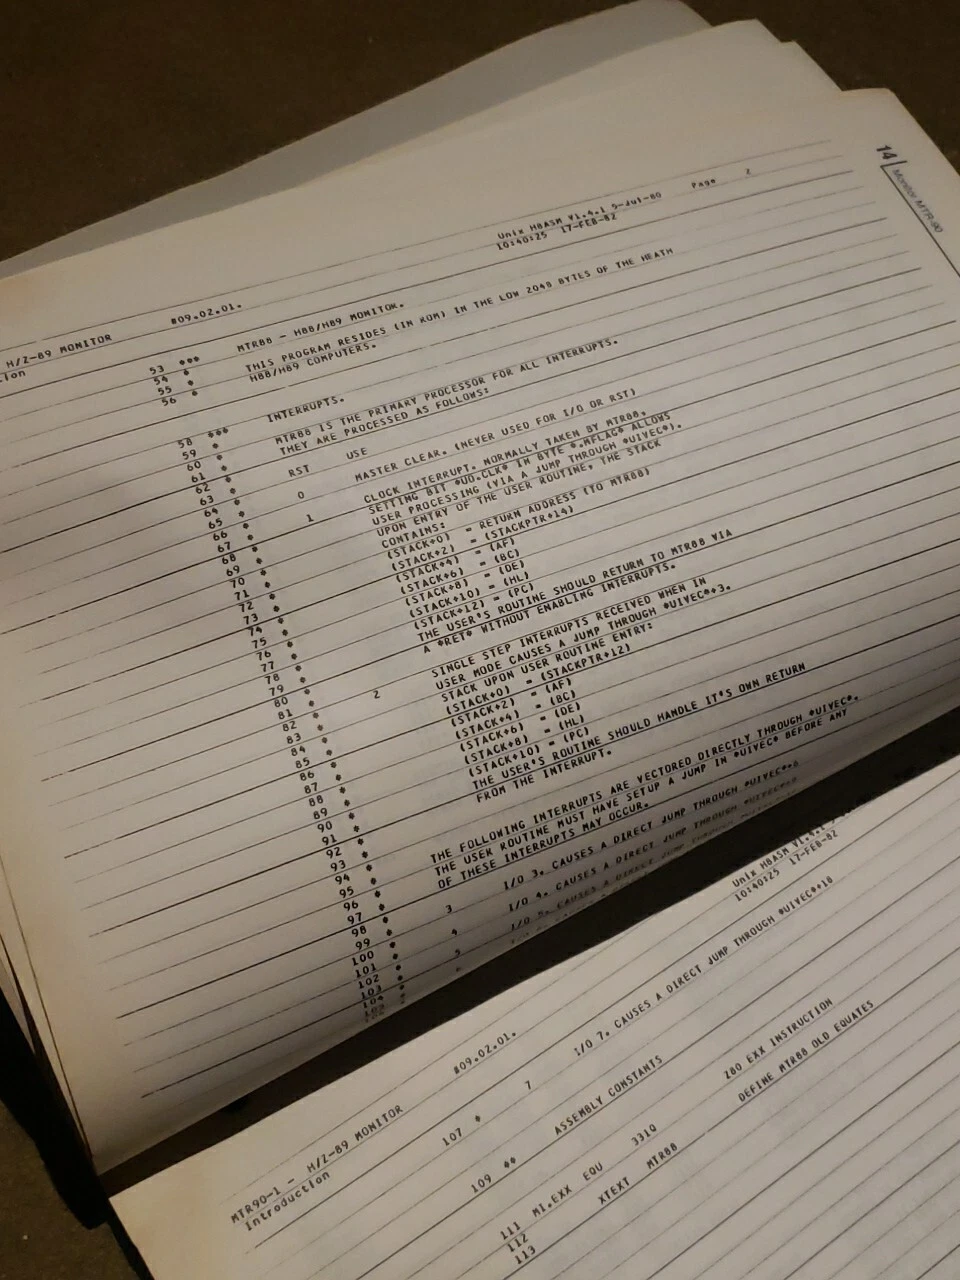 14 | Monitor MTR-90
H/Z-89 MONITOR #09.02.01. Unix H8ASM V1.4.1 5-Jul-80 Page 2
10:40:25 17-FEB-82
53 *** MTR88 - H88/H89 MONITOR.
54 *
55 * THIS PROGRAM RESIDES (IN ROM) IN THE LOW 2048 BYTES OF THE HEATH
56 * H88/H89 COMPUTERS.
58 *** INTERRUPTS.
59 *
60 * MTR88 IS THE PRIMARY PROCESSOR FOR ALL INTERRUPTS.
61 * THEY ARE PROCESSED AS FOLLOWS:
62 *
63 * RST USE
64 *
65 * 0 MASTER CLEAR. (NEVER USED FOR I/O OR RST)
66 *
67 * 1 CLOCK INTERRUPT. NORMALLY TAKEN BY MTR88,
68 * SETTING BIT *UO.CLK* IN BYTE *.MFLAG* ALLOWS
69 * USER PROCESSING (VIA A JUMP THROUGH *UIVEC*).
70 * UPON ENTRY OF THE USER ROUTINE, THE STACK
71 * CONTAINS:
72 * (STACK+0) = RETURN ADDRESS (TO MTR88)
73 * (STACK+2) = (STACKPTR+14)
74 * (STACK+4) = (AF)
75 * (STACK+6) = (BC)
76 * (STACK+8) = (DE)
77 * (STACK+10) = (HL)
78 * (STACK+12) = (PC)
79 * THE USER'S ROUTINE SHOULD RETURN TO MTR88 VIA
80 * A *RET* WITHOUT ENABLING INTERRUPTS.
81 *
82 * 2 SINGLE STEP INTERRUPTS RECEIVED WHEN IN
83 * USER MODE CAUSES A JUMP THROUGH *UIVEC*+3.
84 * STACK UPON USER ROUTINE ENTRY:
85 * (STACK+0) = (STACKPTR+12)
86 * (STACK+2) = (AF)
87 * (STACK+4) = (BC)
88 * (STACK+6) = (DE)
89 * (STACK+8) = (HL)
90 * (STACK+10) = (PC)
91 * THE USER'S ROUTINE SHOULD HANDLE IT'S OWN RETURN
92 * FROM THE INTERRUPT.
93 *
94 *
95 * THE FOLLOWING INTERRUPTS ARE VECTORED DIRECTLY THROUGH *UIVEC*.
96 * THE USER ROUTINE MUST HAVE SETUP A JUMP IN *UIVEC* BEFORE ANY
97 * OF THESE INTERRUPTS MAY OCCUR.
98 *
99 * 3 I/O 3. CAUSES A DIRECT JUMP THROUGH *UIVEC*+6
100 *
101 * 4 I/O 4. CAUSES A DIRECT JUMP THROUGH
102 *
103 * 5 I/O 5. CAUSES A DIRECT JUMP THROUGH
104
MTR90-1 - H/Z-89 MONITOR #09.02.01. Unix H8ASM V1.4.1
Introduction 10:40:25 17-FEB-82
107 * 7 I/O 7. CAUSES A DIRECT JUMP THROUGH *UIVEC*+18
109 ** ASSEMBLY CONSTANTS
111 MI.EXX EQU 331Q Z80 EXX INSTRUCTION
112 XTEXT MTR88 DEFINE MTR88 OLD EQUATES
113